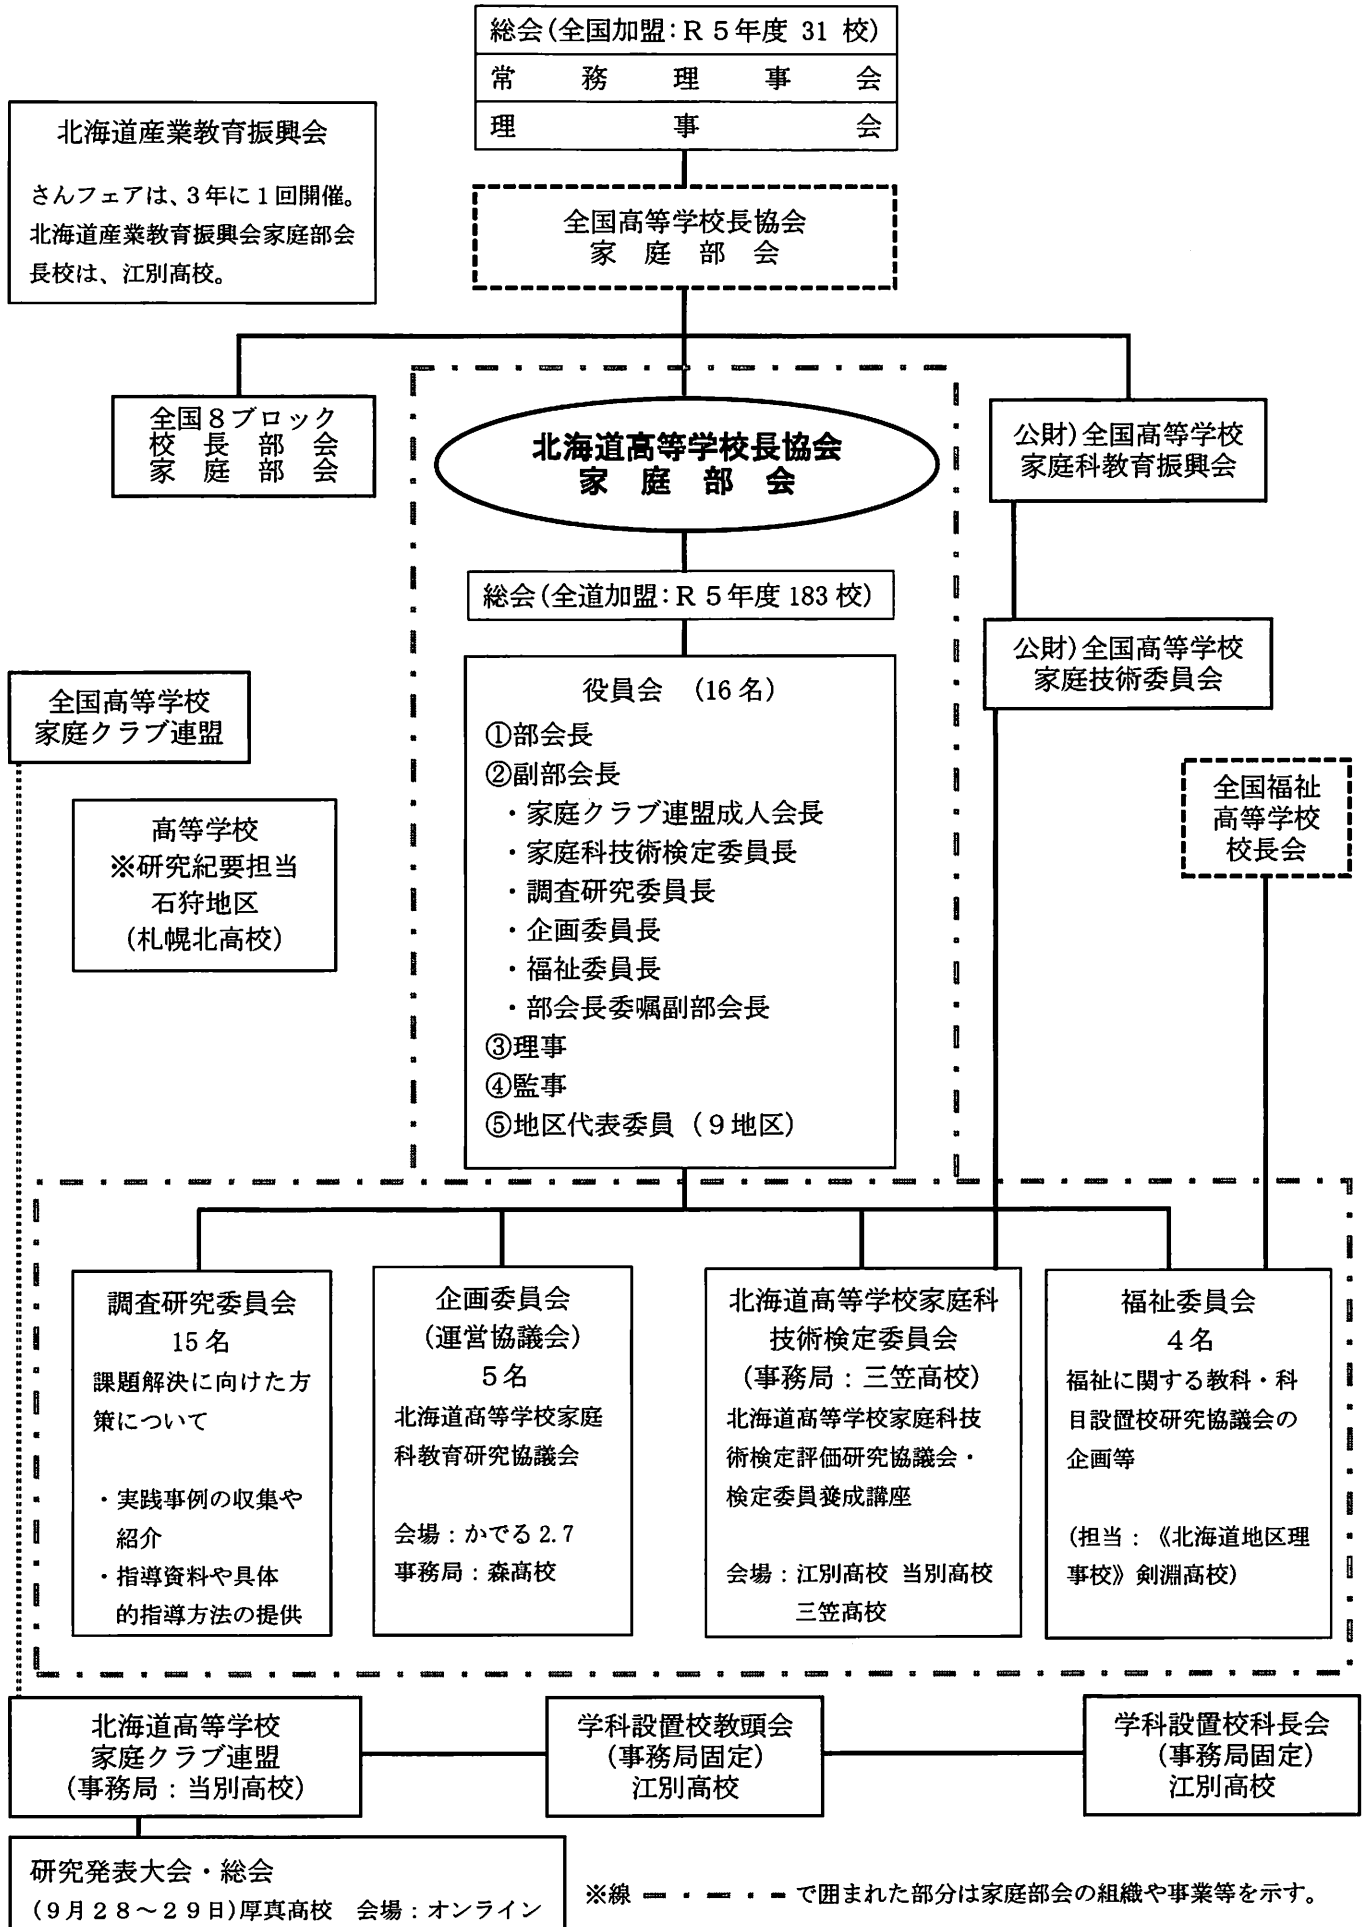 総会(全国加盟:R5年度 31 校)
常務理事会
理事会
北海道産業教育振興会
さんフェアは、3年に1回開催。
北海道産業教育振興会家庭部会
長校は、江別高校。
全国高等学校長協会
家庭部会
全国8ブロック
校長部会
家庭部会
北海道高等学校長協会
家庭部会
公財)全国高等学校
家庭科教育振興会
総会(全道加盟:R5年度 183 校)
公財)全国高等学校
家庭技術委員会
全国高等学校
家庭クラブ連盟
高等学校
※研究紀要担当
石狩地区
(札幌北高校)
役員会 (16名)
①部会長
②副部会長
・家庭クラブ連盟成人会長
・家庭科技術検定委員長
・調査研究委員長
・企画委員長
・福祉委員長
・部会長委嘱副部会長
③理事
④監事
⑤地区代表委員(9地区)
全国福祉
高等学校
校長会
調査研究委員会
15名
課題解決に向けた方
策について
・実践事例の収集や
紹介
・指導資料や具体
的指導方法の提供
企画委員会
(運営協議会)
5名
北海道高等学校家庭
科教育研究協議会
会場:かでる2.7
事務局:森高校
北海道高等学校家庭科
技術検定委員会
(事務局:三笠高校)
北海道高等学校家庭科技
術検定評価研究協議会・
検定委員養成講座
会場:江別高校 当別高校
三笠高校
福祉委員会
4名
福祉に関する教科・科
目設置校研究協議会の
企画等
(担当:《北海道地区理
事校》剣淵高校)
北海道高等学校
家庭クラブ連盟
(事務局:当別高校)
学科設置校教頭会
(事務局固定)
江別高校
学科設置校科長会
(事務局固定)
江別高校
研究発表大会・総会
(9月28~29日)厚真高校 会場:オンライン
※線 で囲まれた部分は家庭部会の組織や事業等を示す。